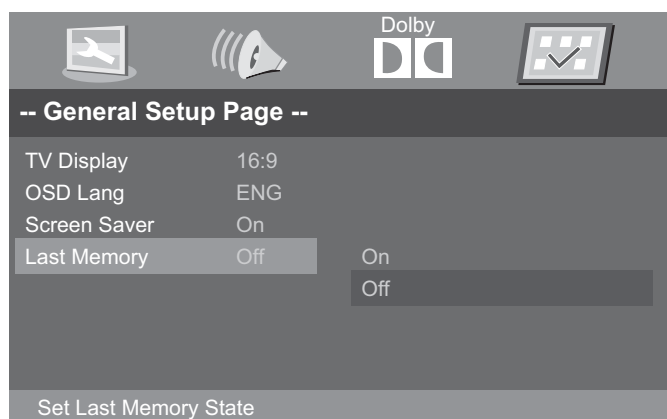 Dolby
-- General Setup Page --
TV Display 16:9
OSD Lang ENG
Screen Saver On
Last Memory Off On
Off
Set Last Memory State